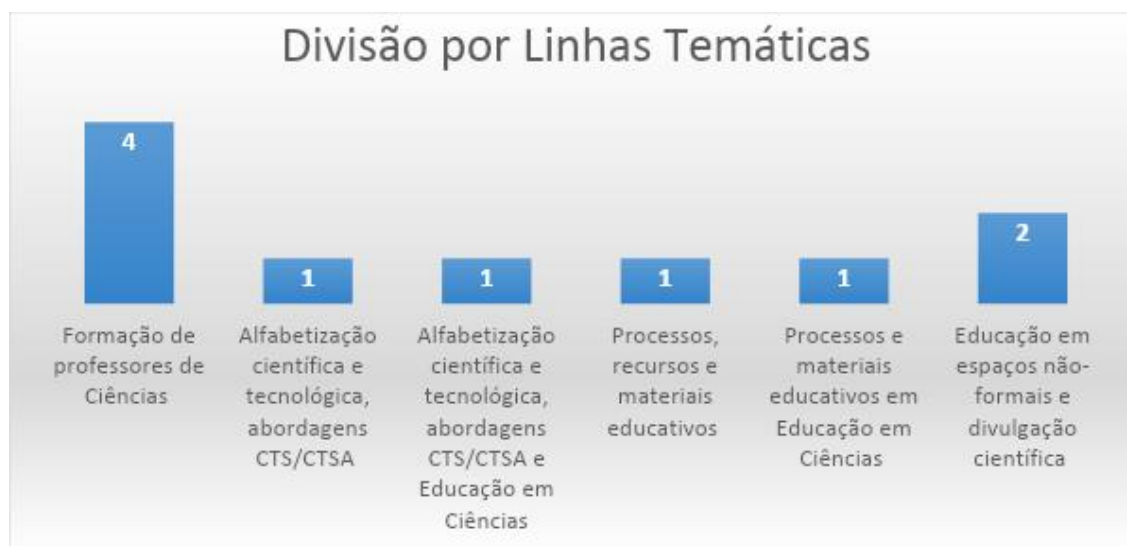 Divisão por Linhas Temáticas
4
1
1
1
1
2
Formação de
professores de
Ciências
Alfabetização
científica e
tecnológica,
abordagens
CTS/CTSA
Alfabetização
científica e
tecnológica,
abordagens
CTS/CTSA e
Educação em
Ciências
Processos,
recursos e
materiais
educativos
Processos e
materiais
educativos em
Educação em
Ciências
Educação em
espaços não-
formais e
divulgação
científica